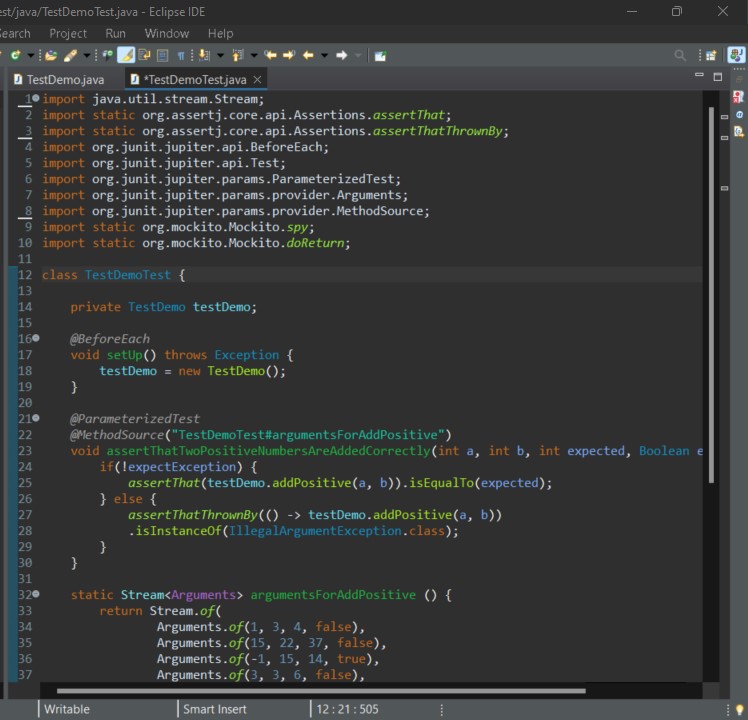 est/java/TestDemoTest.java - Eclipse IDE
Search Project Run Window Help
TestDemo.java *TestDemoTest.java
1 import java.util.stream.Stream;
2 import static org.assertj.core.api.Assertions.assertThat;
3 import static org.assertj.core.api.Assertions.assertThatThrownBy;
4 import org.junit.jupiter.api.BeforeEach;
5 import org.junit.jupiter.api.Test;
6 import org.junit.jupiter.params.ParameterizedTest;
7 import org.junit.jupiter.params.provider.Arguments;
8 import org.junit.jupiter.params.provider.MethodSource;
9 import static org.mockito.Mockito.spy;
10 import static org.mockito.Mockito.doReturn;
11
12 class TestDemoTest {
13
14 private TestDemo testDemo;
15
16 @BeforeEach
17 void setUp() throws Exception {
18 testDemo = new TestDemo();
19 }
20
21 @ParameterizedTest
22 @MethodSource("TestDemoTest#argumentsForAddPositive")
23 void assertThatTwoPositiveNumbersAreAddedCorrectly(int a, int b, int expected, Boolean e
24 if(!expectException) {
25 assertThat(testDemo.addPositive(a, b)).isEqualTo(expected);
26 } else {
27 assertThatThrownBy(() -> testDemo.addPositive(a, b))
28 .isInstanceOf(IllegalArgumentException.class);
29 }
30 }
31
32 static Stream<Arguments> argumentsForAddPositive () {
33 return Stream.of(
34 Arguments.of(1, 3, 4, false),
35 Arguments.of(15, 22, 37, false),
36 Arguments.of(-1, 15, 14, true),
37 Arguments.of(3, 3, 6, false),
Writable Smart Insert 12 : 21 : 505